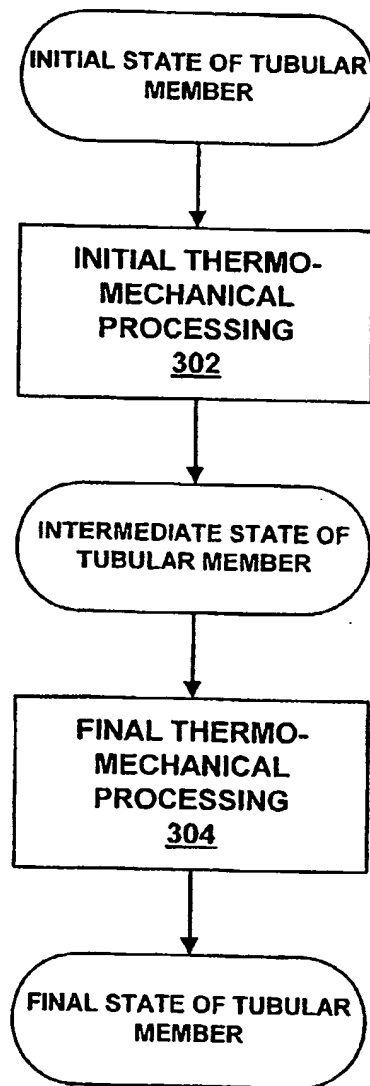 INITIAL STATE OF TUBULAR
MEMBER
INITIAL THERMO-
MECHANICAL
PROCESSING
302
INTERMEDIATE STATE OF
TUBULAR MEMBER
FINAL THERMO-
MECHANICAL
PROCESSING
304
FINAL STATE OF TUBULAR
MEMBER